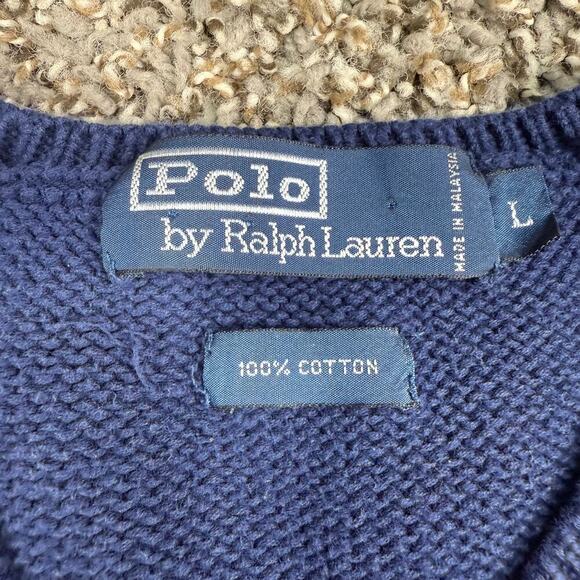 Polo
by Ralph Lauren
MADE IN MALAYSIA
L
100% COTTON